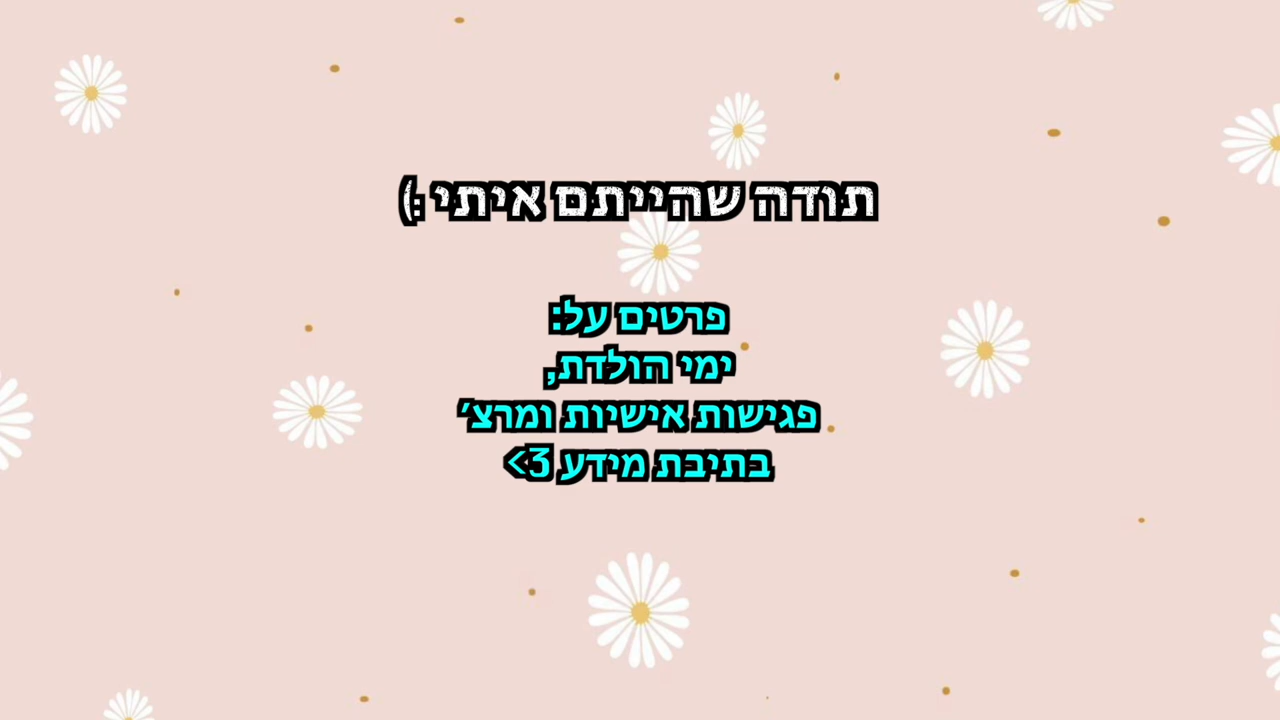 תודה שהייתם איתי :)
פרטים על:
ימי הולדת,
פגישות אישיות ומרצ'
בתיבת מידע <3